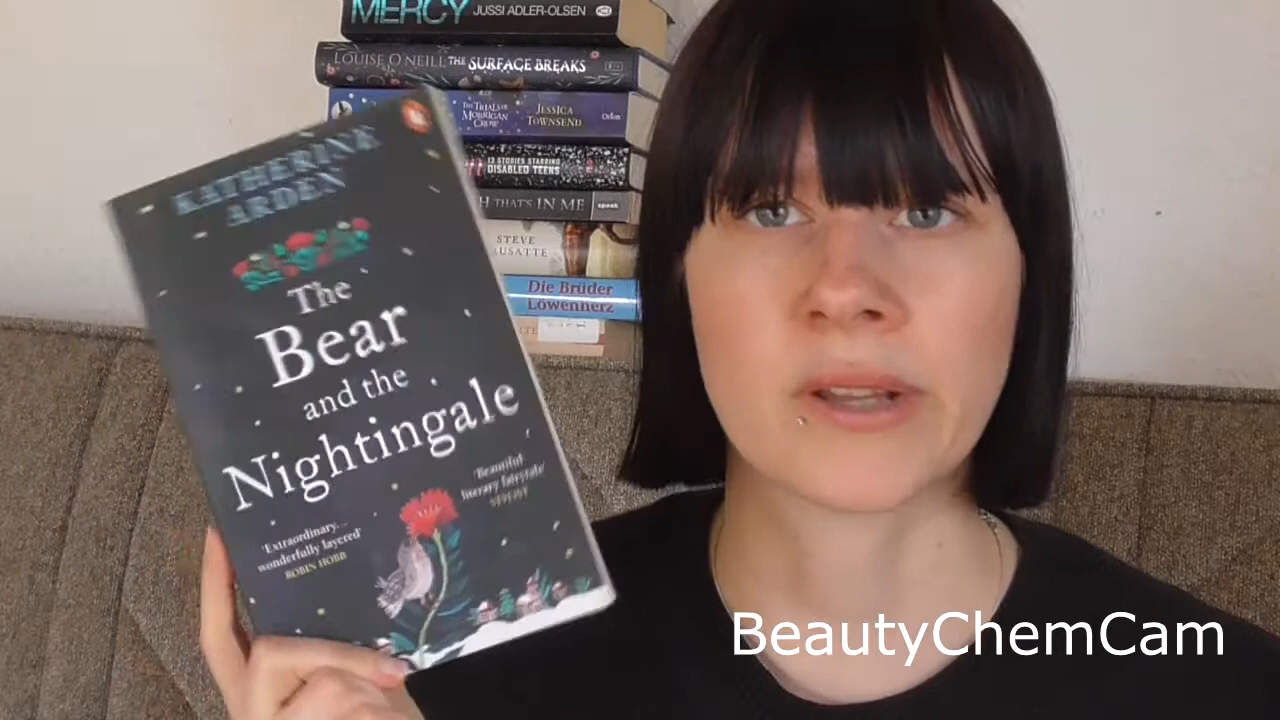 MERCY JUSSI ADLER-OLSEN
LOUISE O'NEILL THE SURFACE BREAKS
THE TRIALS OF
MORRIGAN
CROW
JESSICA
TOWNSEND
Orion
13 STORIES STARRING
DISABLED TEENS
THAT'S IN ME speak
STEVE
Die Brüder
Löwenherz
KATHERINE
ARDEN
The
Bear
and the
Nightingale
'Beautiful
literary fairytale'
'Extraordinary...
wonderfully layered'
ROBIN HOBB
BeautyChemCam